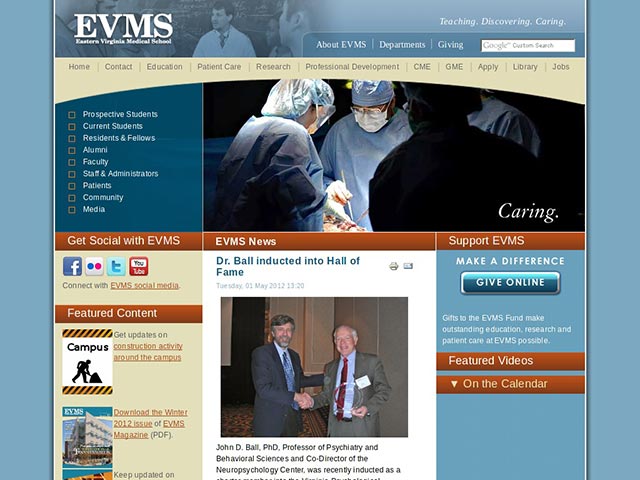 EVMS
Eastern Virginia Medical School
Teaching. Discovering. Caring.
About EVMS
Departments
Giving
Google™ Custom Search
Home
Contact
Education
Patient Care
Research
Professional Development
CME
GME
Apply
Library
Jobs
Prospective Students
Current Students
Residents & Fellows
Alumni
Faculty
Staff & Administrators
Patients
Community
Media
Caring.
Get Social with EVMS
You
Tube
Connect with EVMS social media.
Featured Content
Campus
Get updates on
construction activity
around the campus
EVMS
Download the Winter
2012 issue of EVMS
Magazine (PDF).
Keep updated on
EVMS News
Dr. Ball inducted into Hall of
Fame
Tuesday, 01 May 2012 13:20
John D. Ball, PhD, Professor of Psychiatry and
Behavioral Sciences and Co-Director of the
Neuropsychology Center, was recently inducted as a
charter member into the Virginia Psychological
Support EVMS
MAKE A DIFFERENCE
GIVE ONLINE
Gifts to the EVMS Fund make
outstanding education, research and
patient care at EVMS possible.
Featured Videos
▼ On the Calendar